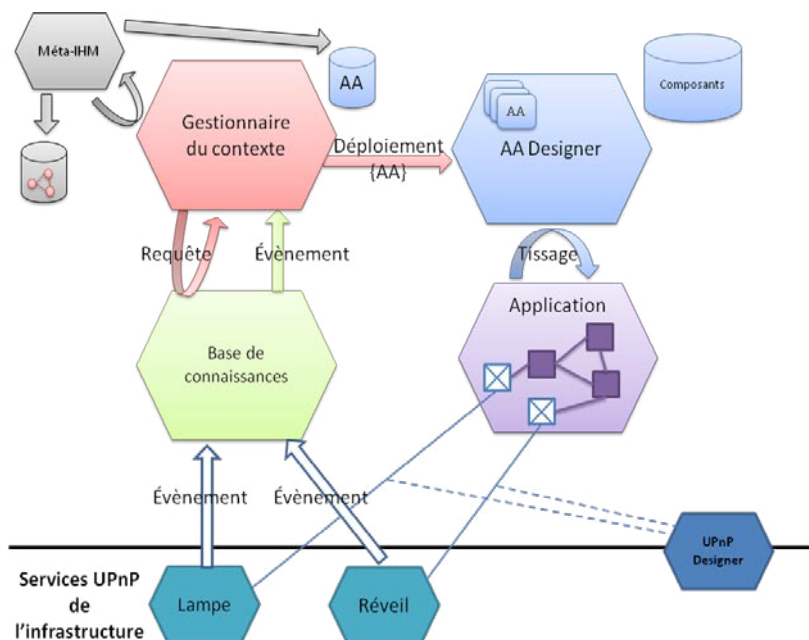 Méta-IHM
AA
Composants
Gestionnaire
du contexte
AA
AA Designer
Déploiement
{AA}
Requête
Évènement
Tissage
Application
Base de
connaissances
Évènement
Évènement
UPnP
Designer
Services UPnP
de
l'infrastructure
Lampe
Réveil